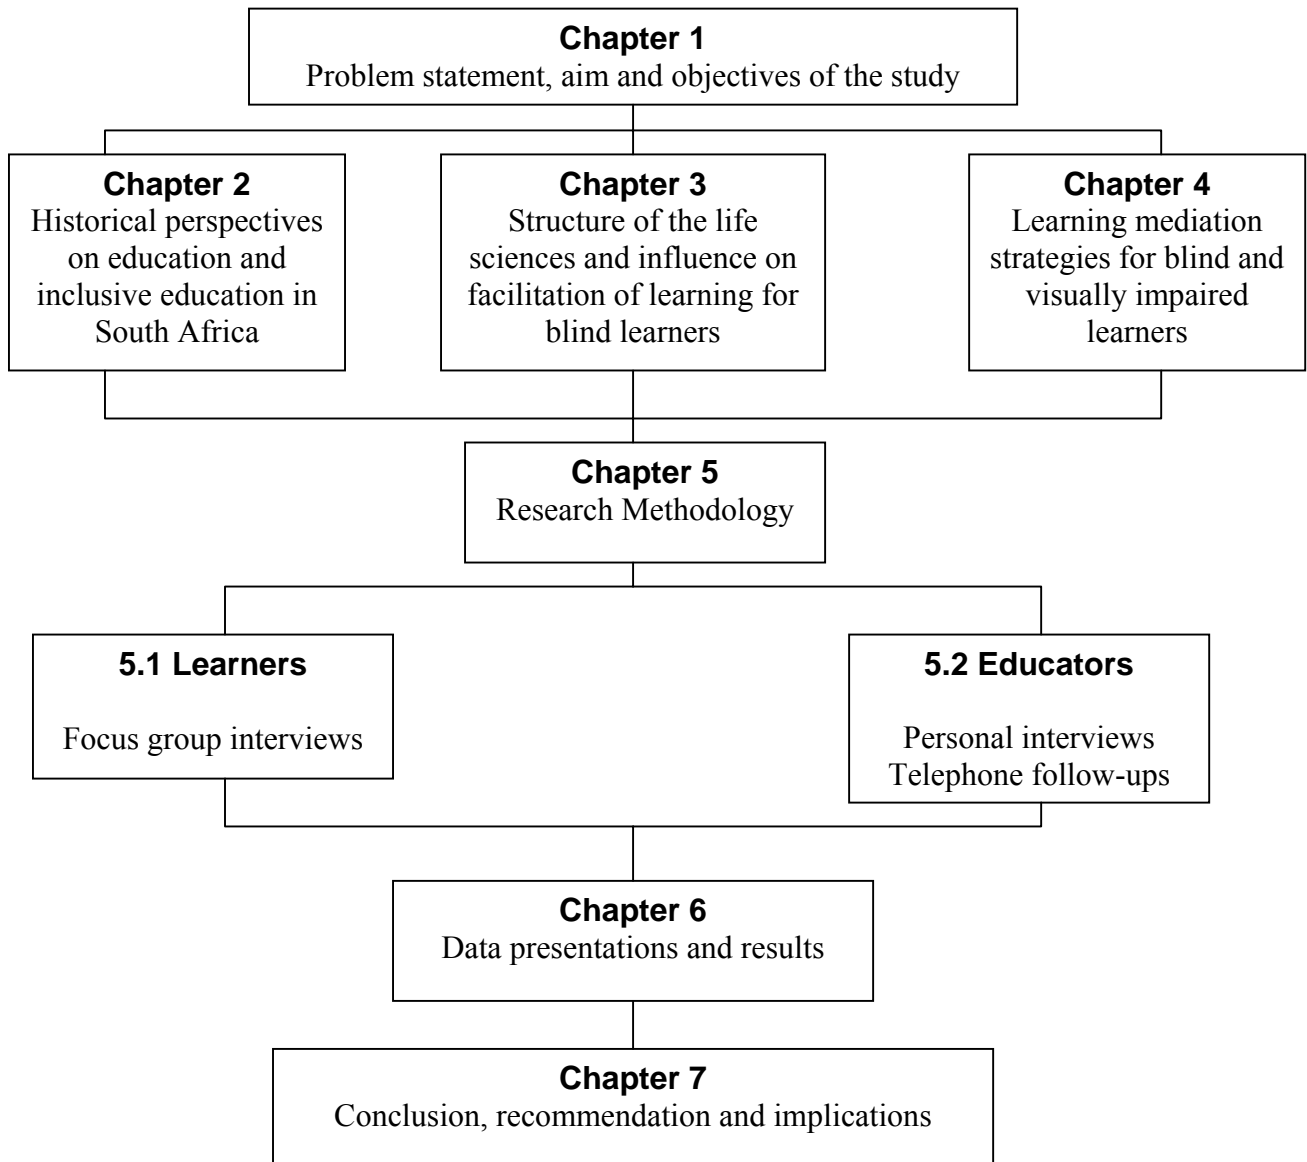 Chapter 1
Problem statement, aim and objectives of the study
Chapter 2
Historical perspectives
on education and
inclusive education in
South Africa
Chapter 3
Structure of the life
sciences and influence on
facilitation of learning for
blind learners
Chapter 4
Learning mediation
strategies for blind and
visually impaired
learners
Chapter 5
Research Methodology
5.1 Learners
Focus group interviews
5.2 Educators
Personal interviews
Telephone follow-ups
Chapter 6
Data presentations and results
Chapter 7
Conclusion, recommendation and implications